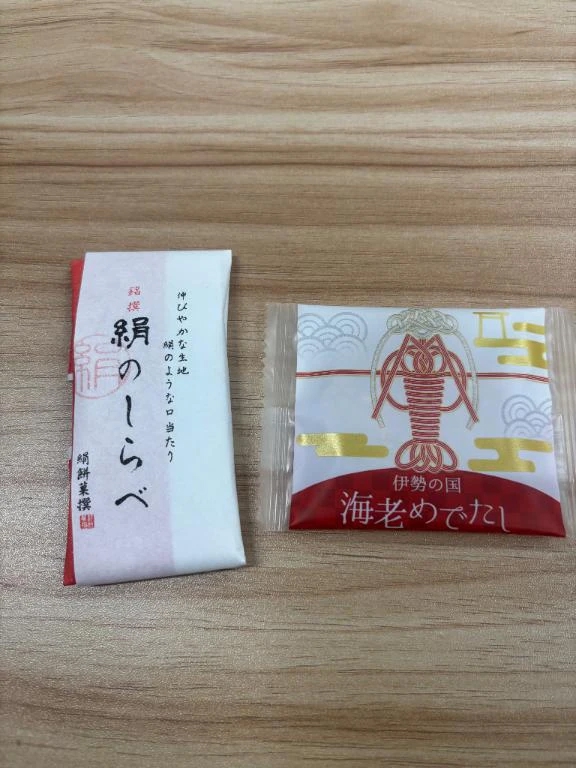 銘撰
絹のしらべ
伸びやかな生地
絹のような口当たり
絹餅菓撰
絹
伊勢の国
海老めでたし